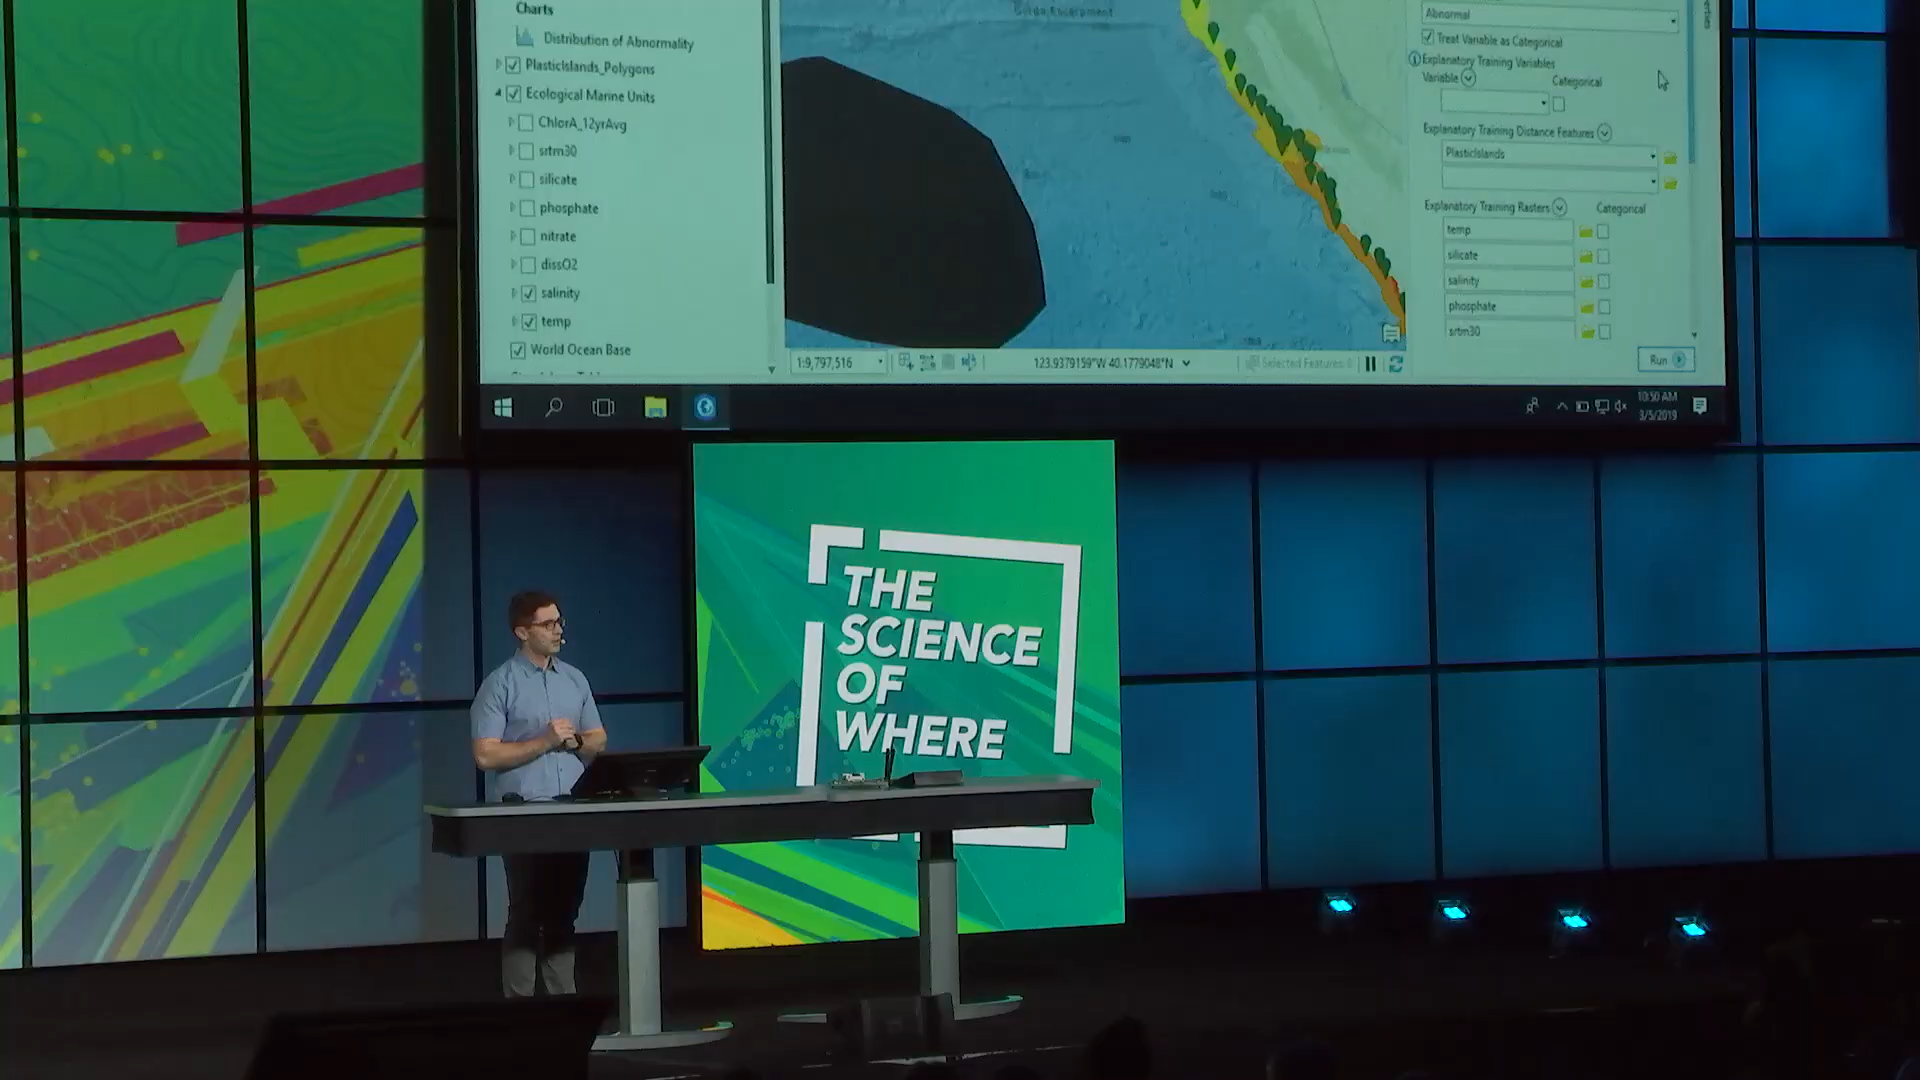 Charts
Distribution of Abnormality
PlasticIslands_Polygons
Ecological Marine Units
ChlorA_12yrAvg
srtm30
silicate
phosphate
nitrate
dissO2
salinity
temp
World Ocean Base
1:9,797,516
123.9379159°W 40.1779048°N
Selected Features: 0
Abnormal
Treat Variable as Categorical
Explanatory Training Variables
Variable
Categorical
Explanatory Training Distance Features
PlasticIslands
Explanatory Training Rasters
Categorical
temp
silicate
salinity
phosphate
srtm30
Run
10:50 AM
3/5/2019
THE
SCIENCE
OF
WHERE